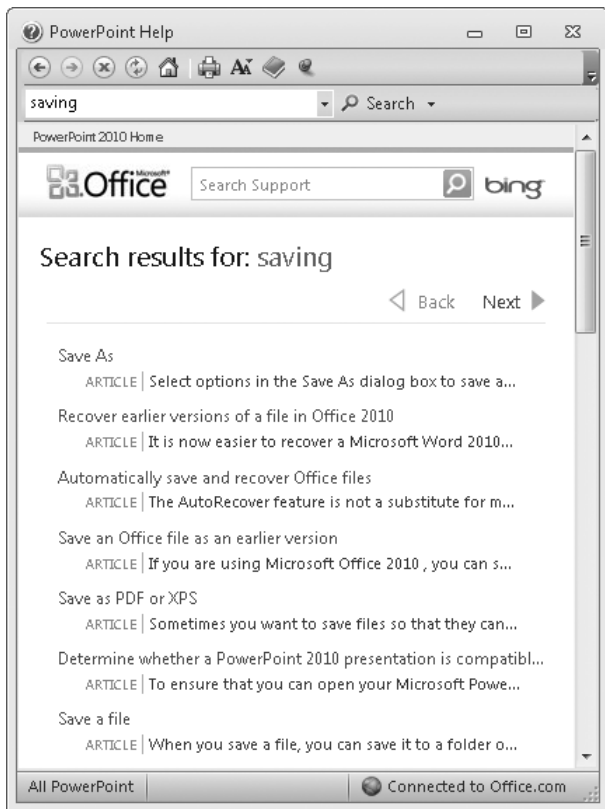 PowerPoint Help
saving
Search
PowerPoint 2010 Home
Microsoft®
Office
Search Support
bing
Search results for: saving
Back Next
Save As
ARTICLE | Select options in the Save As dialog box to save a...
Recover earlier versions of a file in Office 2010
ARTICLE | It is now easier to recover a Microsoft Word 2010...
Automatically save and recover Office files
ARTICLE | The AutoRecover feature is not a substitute for m...
Save an Office file as an earlier version
ARTICLE | If you are using Microsoft Office 2010 , you can s...
Save as PDF or XPS
ARTICLE | Sometimes you want to save files so that they can...
Determine whether a PowerPoint 2010 presentation is compatibl...
ARTICLE | To ensure that you can open your Microsoft Powe...
Save a file
ARTICLE | When you save a file, you can save it to a folder o...
All PowerPoint Connected to Office.com